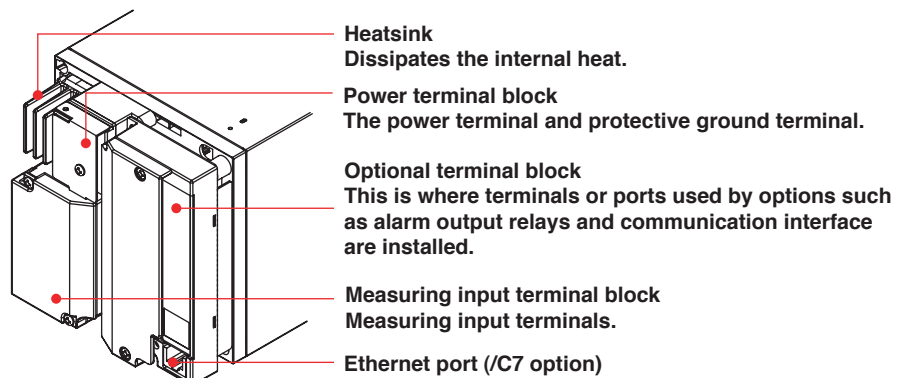 Heatsink
Dissipates the internal heat.
Power terminal block
The power terminal and protective ground terminal.
Optional terminal block
This is where terminals or ports used by options such
as alarm output relays and communication interface
are installed.
Measuring input terminal block
Measuring input terminals.
Ethernet port (/C7 option)